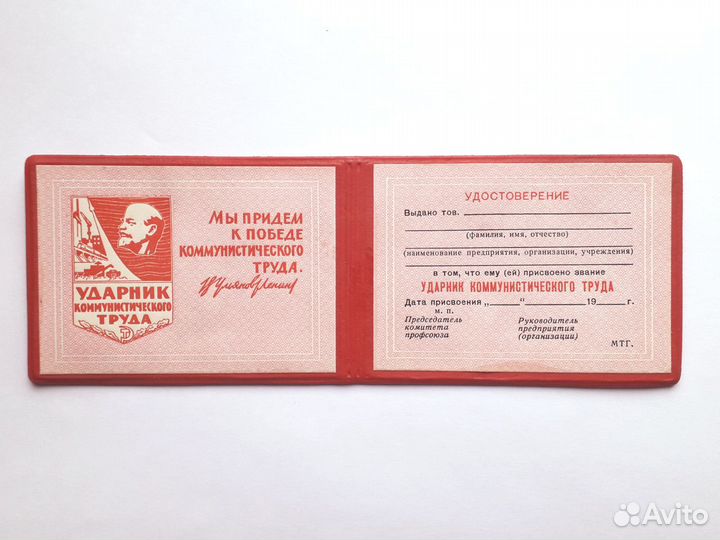 УДАРНИК
КОММУНИСТИЧЕСКОГО
ТРУДА
Мы придем
к победе
коммунистического
труда.
В Ульянов (Ленин)
УДОСТОВЕРЕНИЕ
Выдано тов.
(фамилия, имя, отчество)
(наименование предприятия, организации, учреждения)
в том, что ему (ей) присвоено звание
УДАРНИК КОММУНИСТИЧЕСКОГО ТРУДА
Дата присвоения „ “ 19 г.
м. п.
Председатель комитета профсоюза
Руководитель предприятия (организации)
МТГ.
Avito